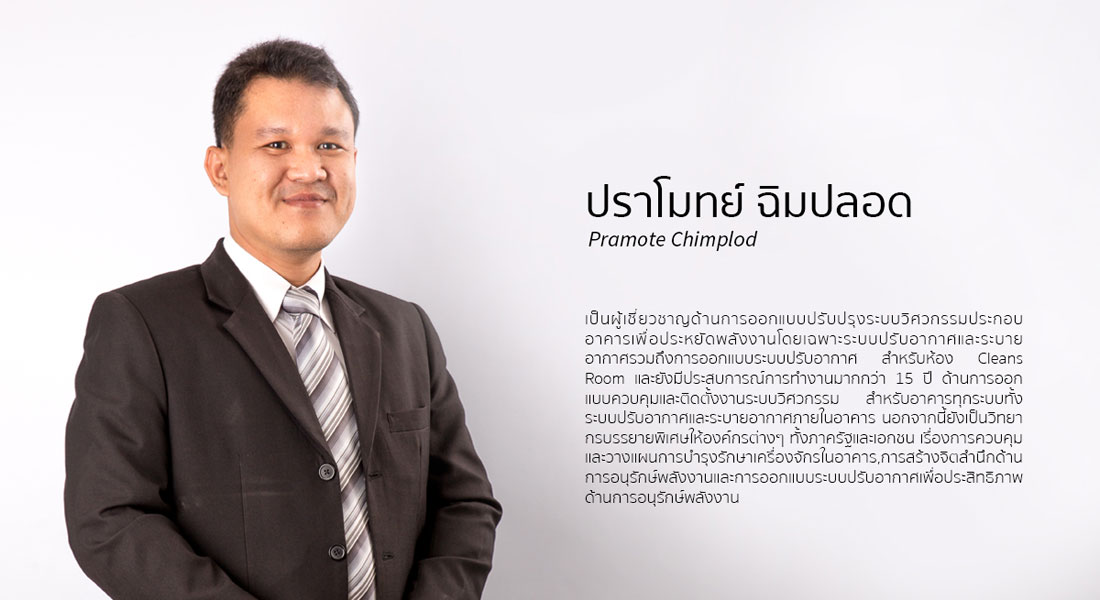 ปราโมทย์ ฉิมปลอด
Pramote Chimplod
เป็นผู้เชี่ยวชาญด้านการออกแบบปรับปรุงระบบวิศวกรรมประกอบ
อาคารเพื่อประหยัดพลังงานโดยเฉพาะระบบปรับอากาศและระบาย
อากาศรวมถึงการออกแบบระบบปรับอากาศ สำหรับห้อง Cleans
Room และยังมีประสบการณ์การทำงานมากกว่า 15 ปี ด้านการออก
แบบควบคุมและติดตั้งงานระบบวิศวกรรม สำหรับอาคารทุกระบบทั้ง
ระบบปรับอากาศและระบายอากาศภายในอาคาร นอกจากนี้ยังเป็นวิทยา
กรบรรยายพิเศษให้องค์กรต่างๆ ทั้งภาครัฐและเอกชน เรื่องการควบคุม
และวางแผนการบำรุงรักษาเครื่องจักรในอาคาร,การสร้างจิตสำนึกด้าน
การอนุรักษ์พลังงานและการออกแบบระบบปรับอากาศเพื่อประสิทธิภาพ
ด้านการอนุรักษ์พลังงาน